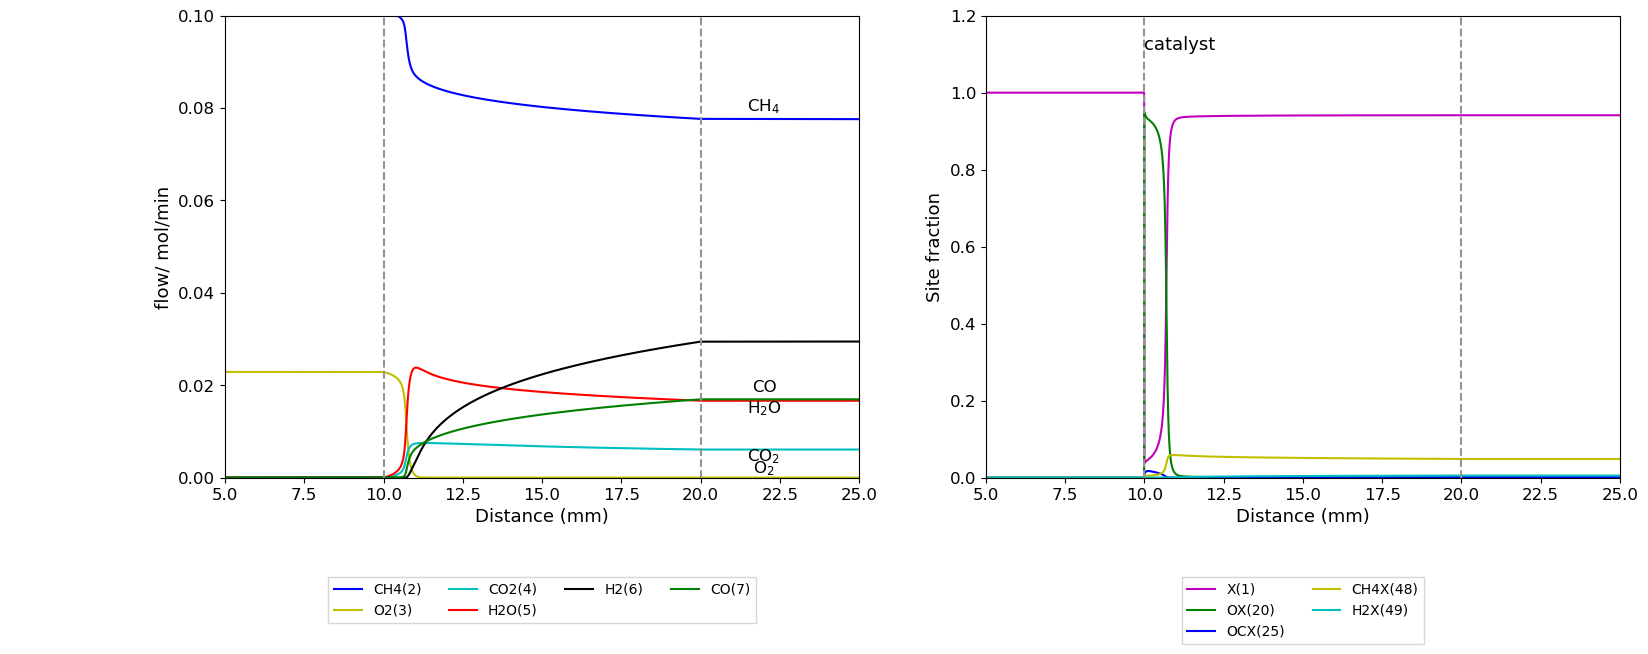 0.10
0.08
0.06
0.04
0.02
0.00
flow/ mol/min
CH₄
CO
H₂O
CO₂
O₂
5.0 7.5 10.0 12.5 15.0 17.5 20.0 22.5 25.0
Distance (mm)
CH4(2) CO2(4) H2(6) CO(7)
O2(3) H2O(5)
1.2
1.0
0.8
0.6
0.4
0.2
0.0
Site fraction
catalyst
5.0 7.5 10.0 12.5 15.0 17.5 20.0 22.5 25.0
Distance (mm)
X(1) CH4X(48)
OX(20) H2X(49)
OCX(25)